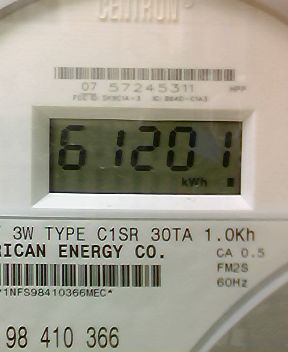 CENTRON®
07 57245311
61201
kWh
3W TYPE C1SR 30TA 1.0Kh
RICAN ENERGY CO.
CA 0.5
FM2S
60Hz
98 410 366